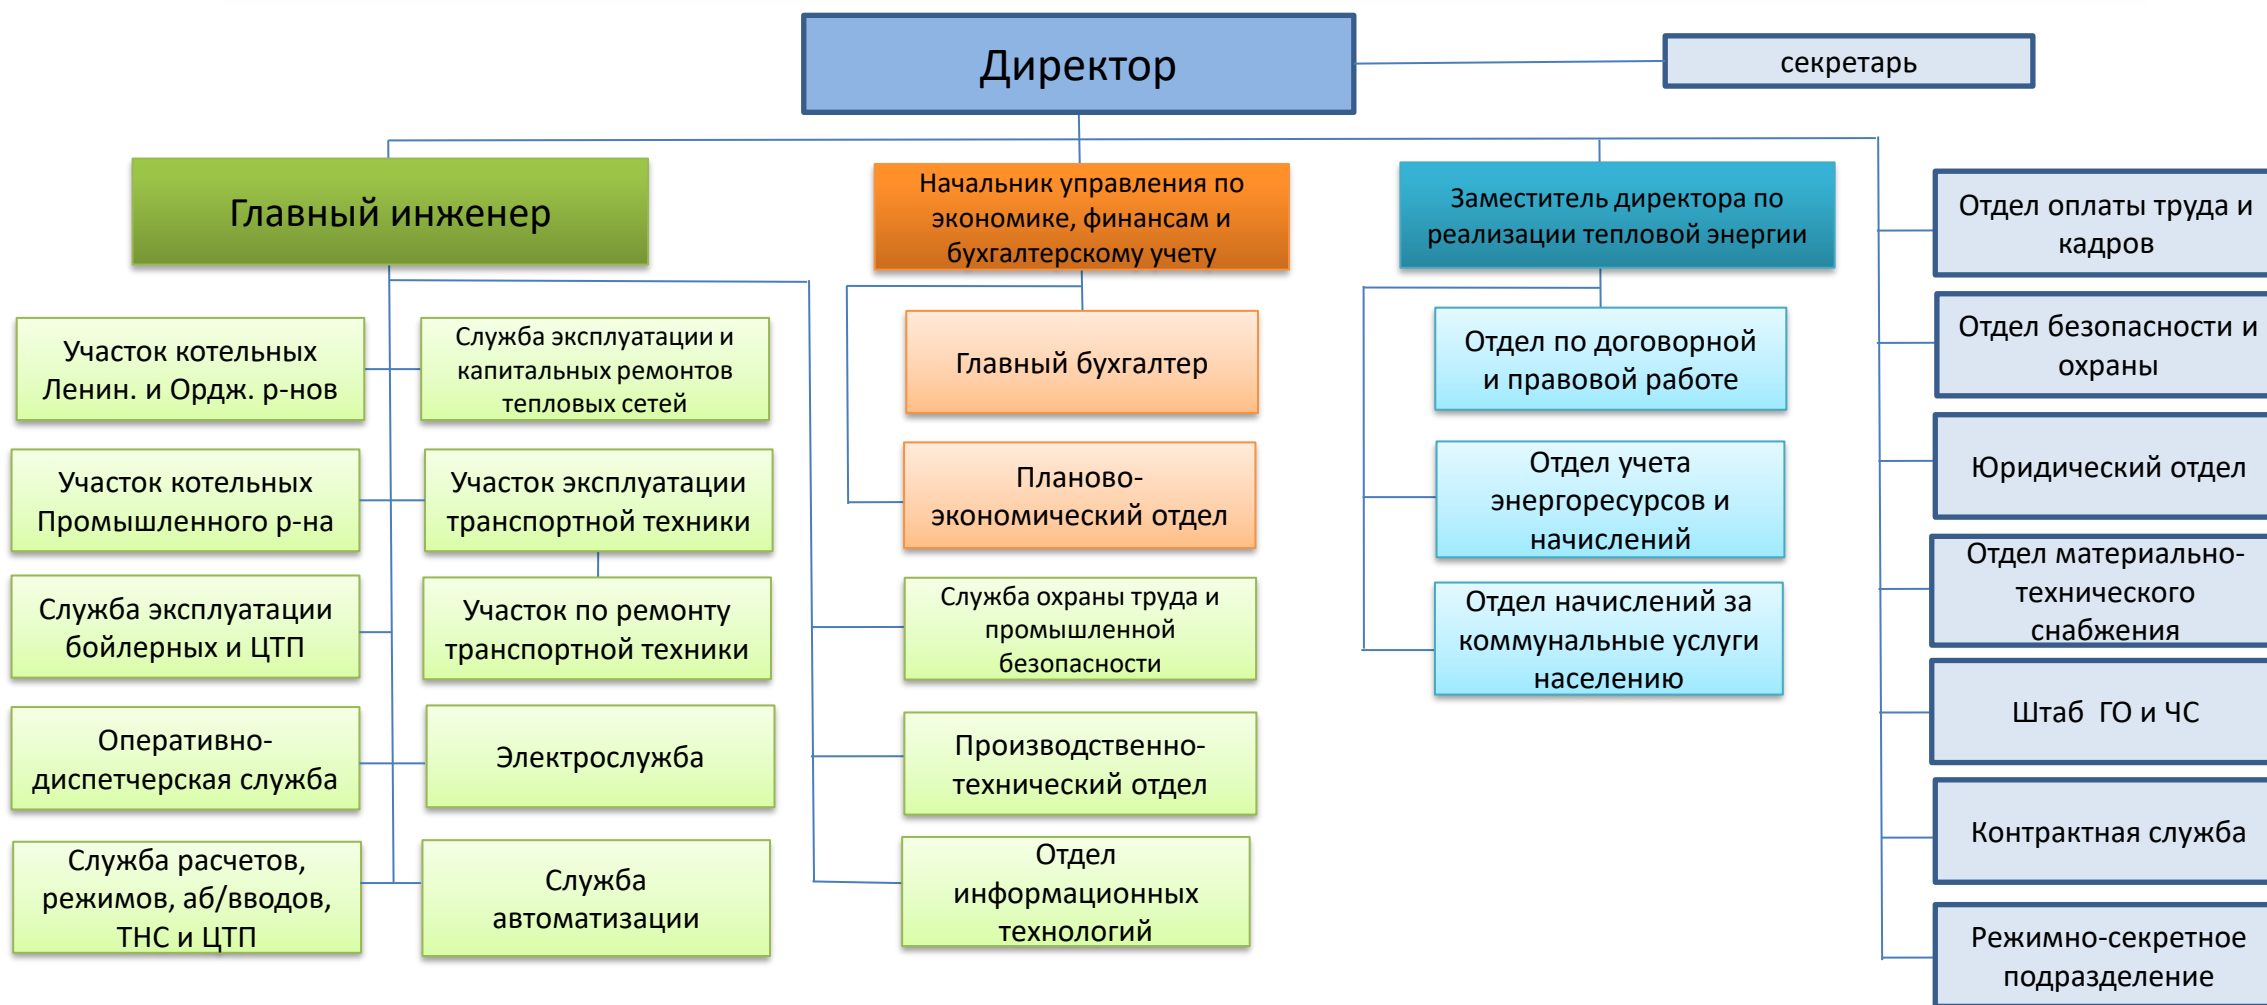 Директор
секретарь
Главный инженер
Начальник управления по
экономике, финансам и
бухгалтерскому учету
Заместитель директора по
реализации тепловой энергии
Участок котельных
Ленин. и Ордж. р-нов
Служба эксплуатации и
капитальных ремонтов
тепловых сетей
Участок котельных
Промышленного р-на
Участок эксплуатации
транспортной техники
Служба эксплуатации
бойлерных и ЦТП
Участок по ремонту
транспортной техники
Оперативно-
диспетчерская служба
Электрослужба
Служба расчетов,
режимов, аб/вводов,
ТНС и ЦТП
Служба
автоматизации
Главный бухгалтер
Планово-
экономический отдел
Служба охраны труда и
промышленной
безопасности
Производственно-
технический отдел
Отдел
информационных
технологий
Отдел по договорной
и правовой работе
Отдел учета
энергоресурсов и
начислений
Отдел начислений за
коммунальные услуги
населению
Отдел оплаты труда и
кадров
Отдел безопасности и
охраны
Юридический отдел
Отдел материально-
технического
снабжения
Штаб  ГО и ЧС
Контрактная служба
Режимно-секретное
подразделение